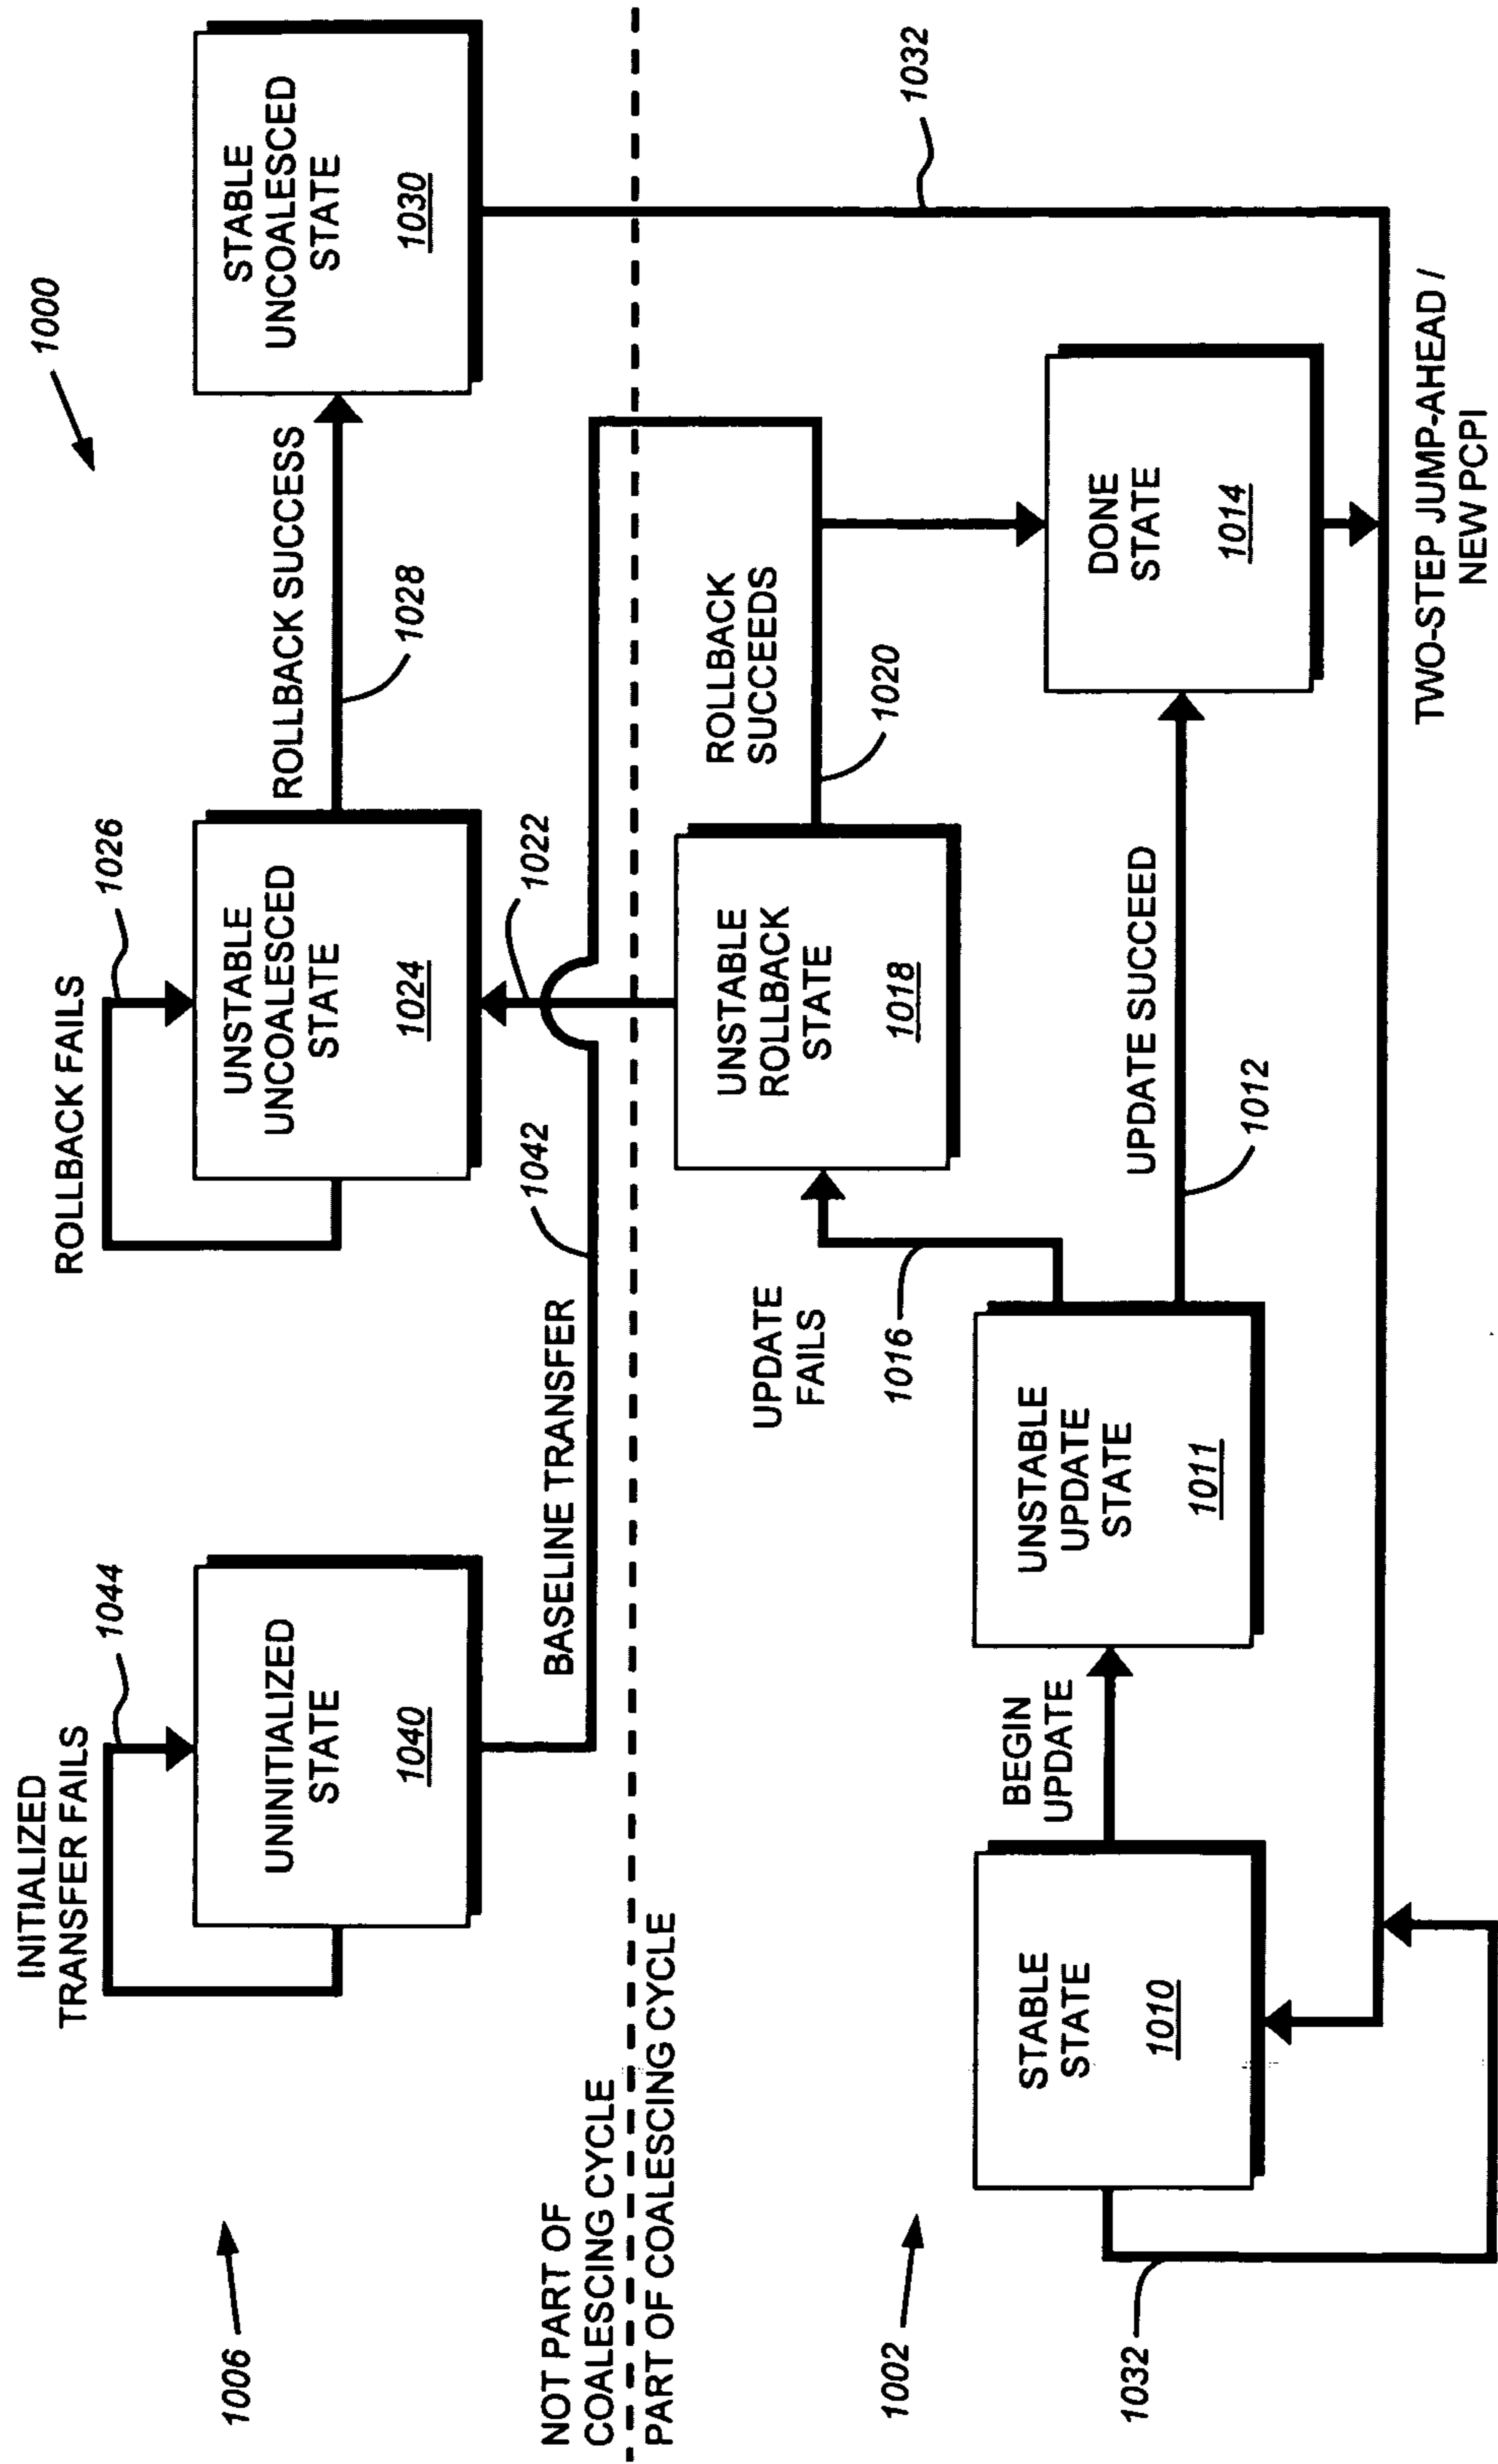 1000
INITIALIZED
TRANSFER FAILS
1044
UNINITIALIZED
STATE
1040
ROLLBACK FAILS
1026
UNSTABLE
UNCOALESCED
STATE
1024
ROLLBACK SUCCESS
1028
STABLE
UNCOALESCED
STATE
1030
1006
BASELINE TRANSFER
1042
1022
NOT PART OF
COALESCING CYCLE
PART OF COALESCING CYCLE
1032
UPDATE
FAILS
1016
UNSTABLE
ROLLBACK
STATE
1018
ROLLBACK
SUCCEEDS
1020
1002
STABLE
STATE
1010
BEGIN
UPDATE
UNSTABLE
UPDATE
STATE
1011
UPDATE SUCCEED
1012
DONE
STATE
1014
1032
TWO-STEP JUMP-AHEAD /
NEW PCPI